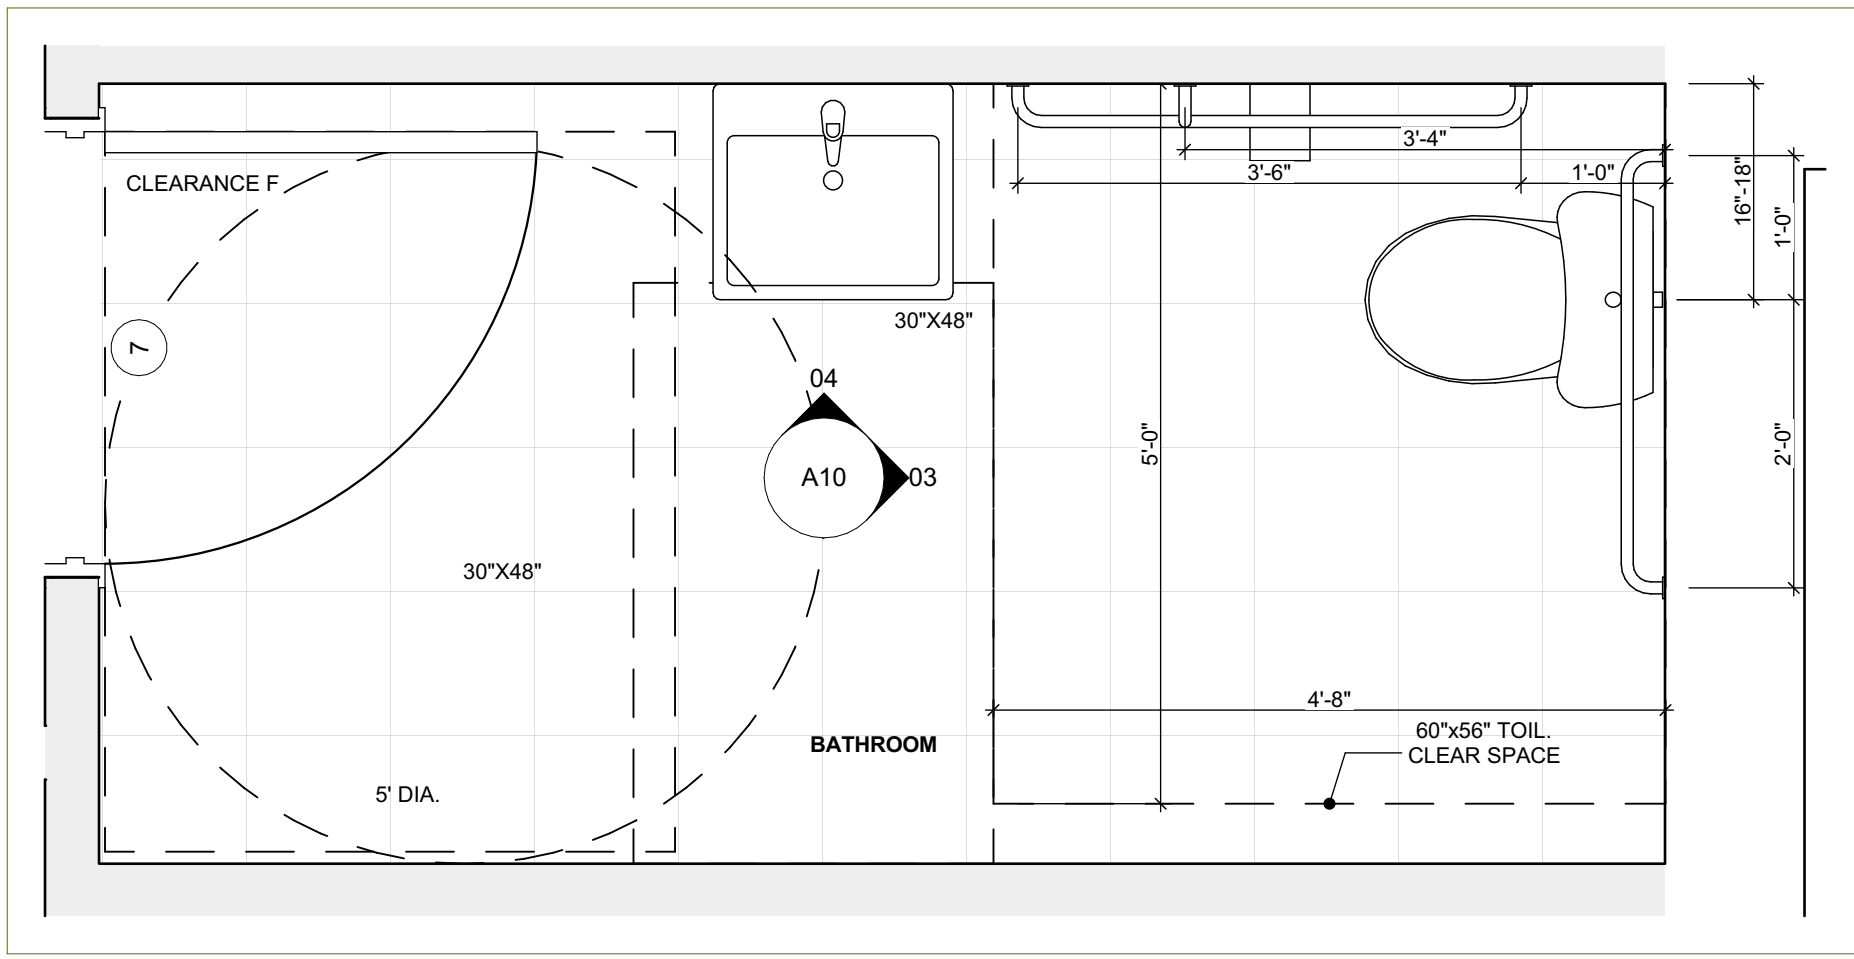 3'-4"
3'-6"
1'-0"
16"-18"
1'-0"
CLEARANCE F
30"X48"
7
04
A10
03
5'-0"
2'-0"
30"X48"
4'-8"
60"x56" TOIL.
CLEAR SPACE
BATHROOM
5' DIA.